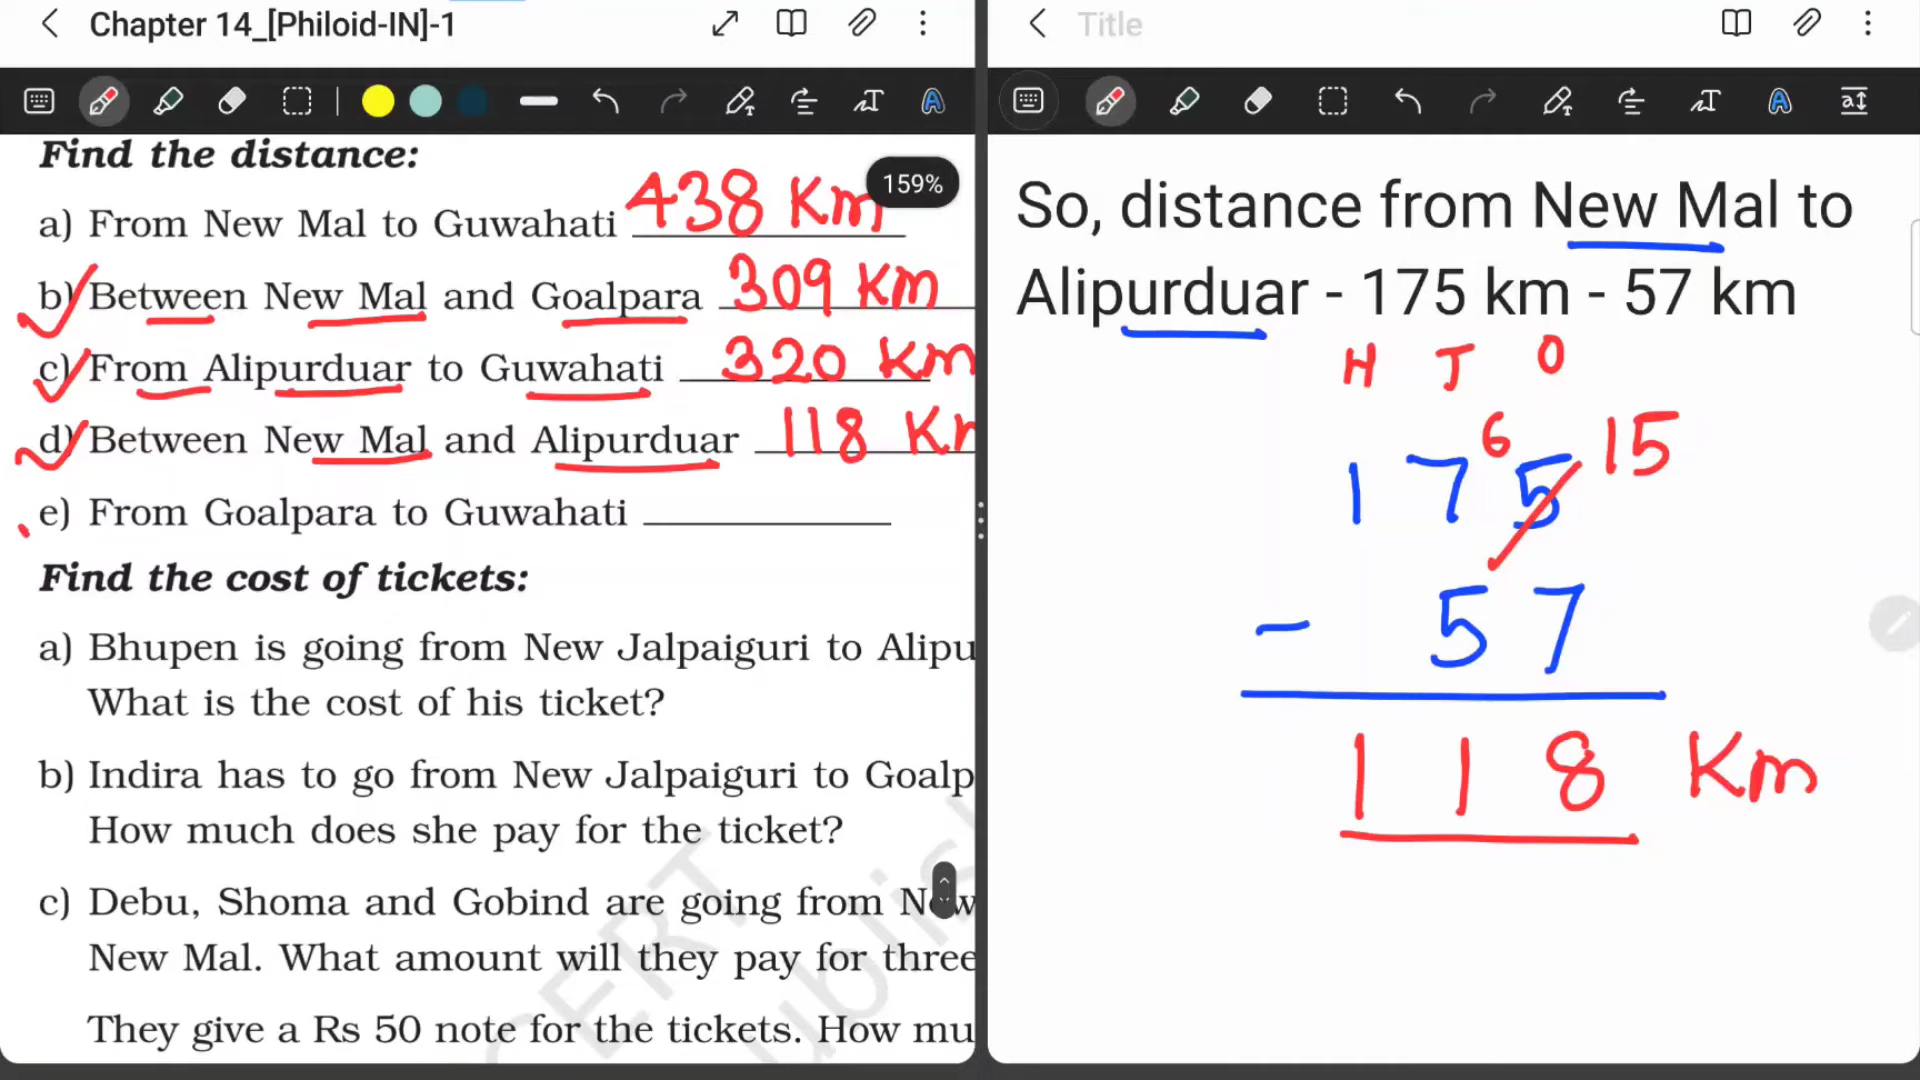 Chapter 14_[Philoid-IN]-1
Find the distance:
159%
a) From New Mal to Guwahati 438 Km
b) Between New Mal and Goalpara 309 Km
c) From Alipurduar to Guwahati 320 Km
d) Between New Mal and Alipurduar 118
e) From Goalpara to Guwahati
Find the cost of tickets:
a) Bhupen is going from New Jalpaiguri to Alipu
What is the cost of his ticket?
b) Indira has to go from New Jalpaiguri to Goalp
How much does she pay for the ticket?
c) Debu, Shoma and Gobind are going from New
New Mal. What amount will they pay for three
They give a Rs 50 note for the tickets. How mu
Title
So, distance from New Mal to
Alipurduar - 175 km - 57 km
H T O
6 15
1 7 5
- 5 7
1 1 8 Km